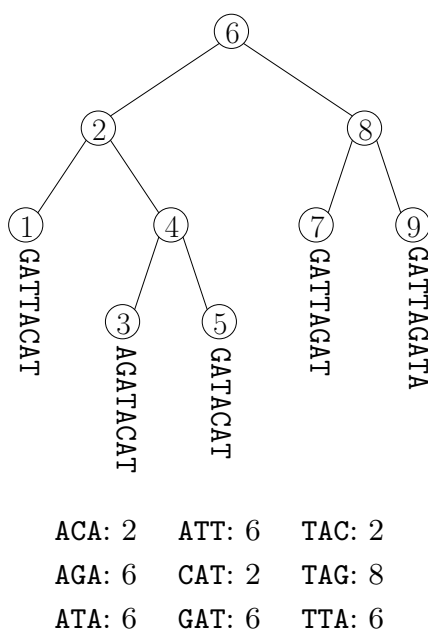 6
2 8
1 4 7 9
GATTACAT GATTAGAT GATTAGATA
3 5
AGATACAT GATACAT
ACA: 2 ATT: 6 TAC: 2
AGA: 6 CAT: 2 TAG: 8
ATA: 6 GAT: 6 TTA: 6